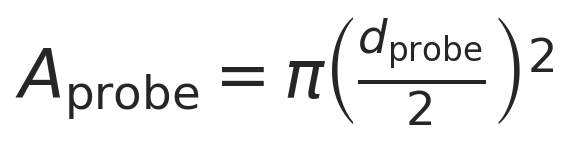 A_probe = π(d_probe/2)^2